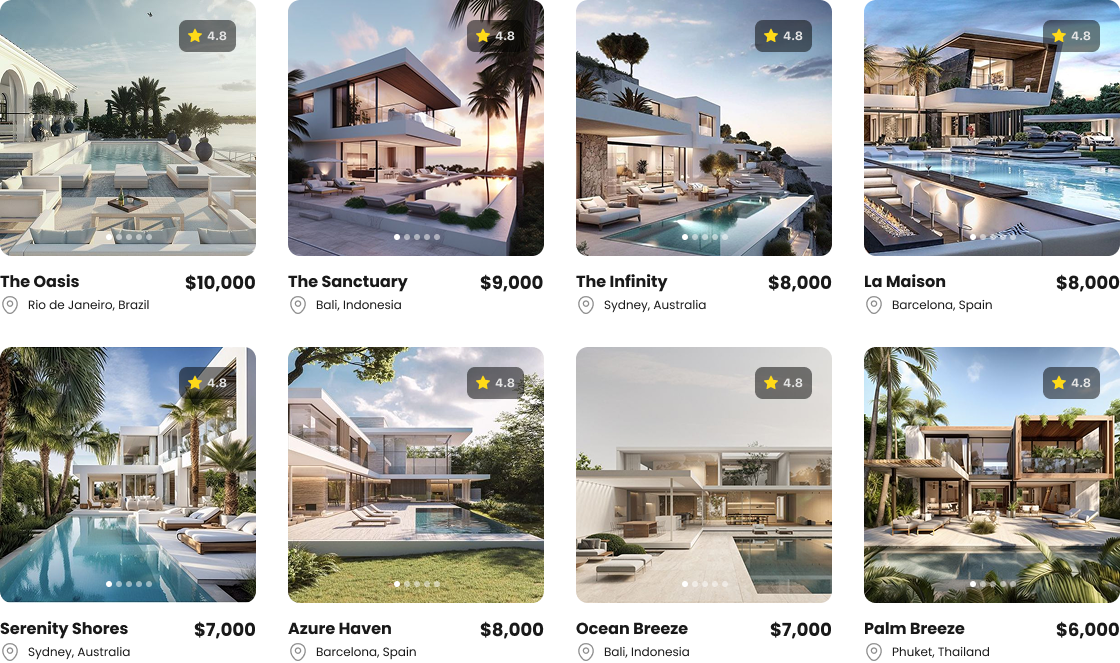 4.8
4.8
4.8
4.8
The Oasis $10,000
Rio de Janeiro, Brazil
The Sanctuary $9,000
Bali, Indonesia
The Infinity $8,000
Sydney, Australia
La Maison $8,000
Barcelona, Spain
4.8
4.8
4.8
4.8
Serenity Shores $7,000
Sydney, Australia
Azure Haven $8,000
Barcelona, Spain
Ocean Breeze $7,000
Bali, Indonesia
Palm Breeze $6,000
Phuket, Thailand